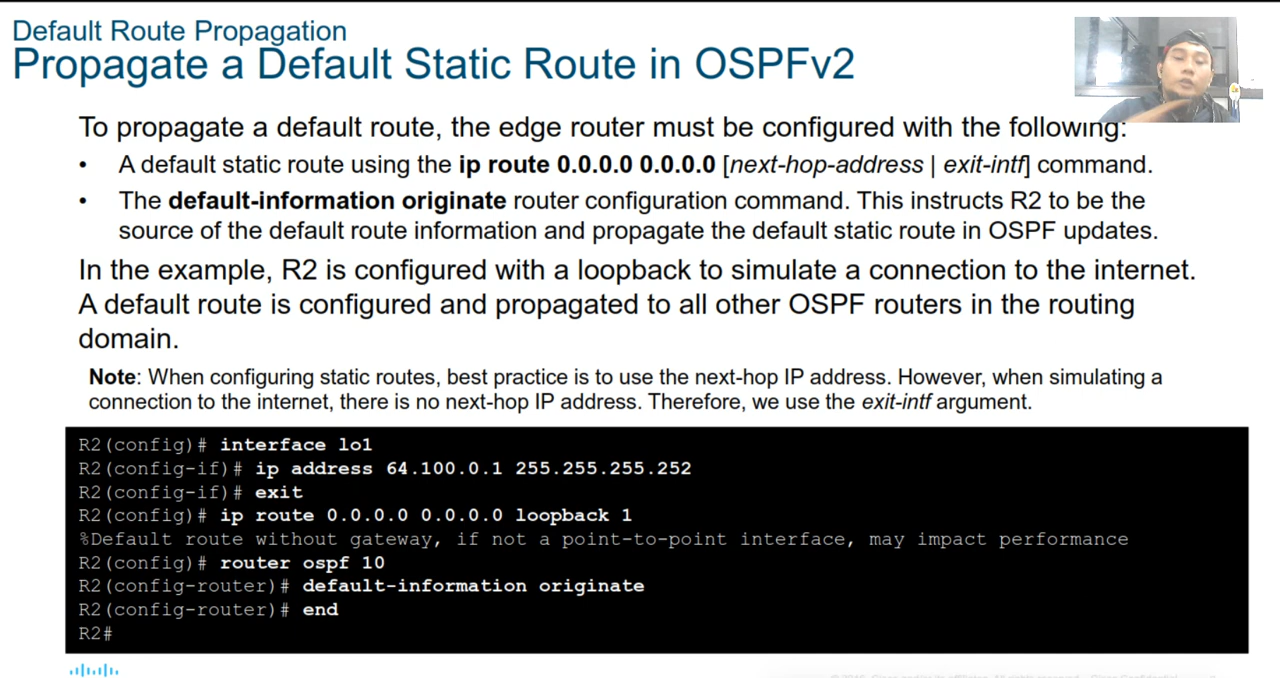 Default Route Propagation
Propagate a Default Static Route in OSPFv2
To propagate a default route, the edge router must be configured with the following:
• A default static route using the ip route 0.0.0.0 0.0.0.0 [next-hop-address | exit-intf] command.
• The default-information originate router configuration command. This instructs R2 to be the
source of the default route information and propagate the default static route in OSPF updates.
In the example, R2 is configured with a loopback to simulate a connection to the internet.
A default route is configured and propagated to all other OSPF routers in the routing
domain.
Note: When configuring static routes, best practice is to use the next-hop IP address. However, when simulating a
connection to the internet, there is no next-hop IP address. Therefore, we use the exit-intf argument.
R2(config)# interface lo1
R2(config-if)# ip address 64.100.0.1 255.255.255.252
R2(config-if)# exit
R2(config)# ip route 0.0.0.0 0.0.0.0 loopback 1
%Default route without gateway, if not a point-to-point interface, may impact performance
R2(config)# router ospf 10
R2(config-router)# default-information originate
R2(config-router)# end
R2#